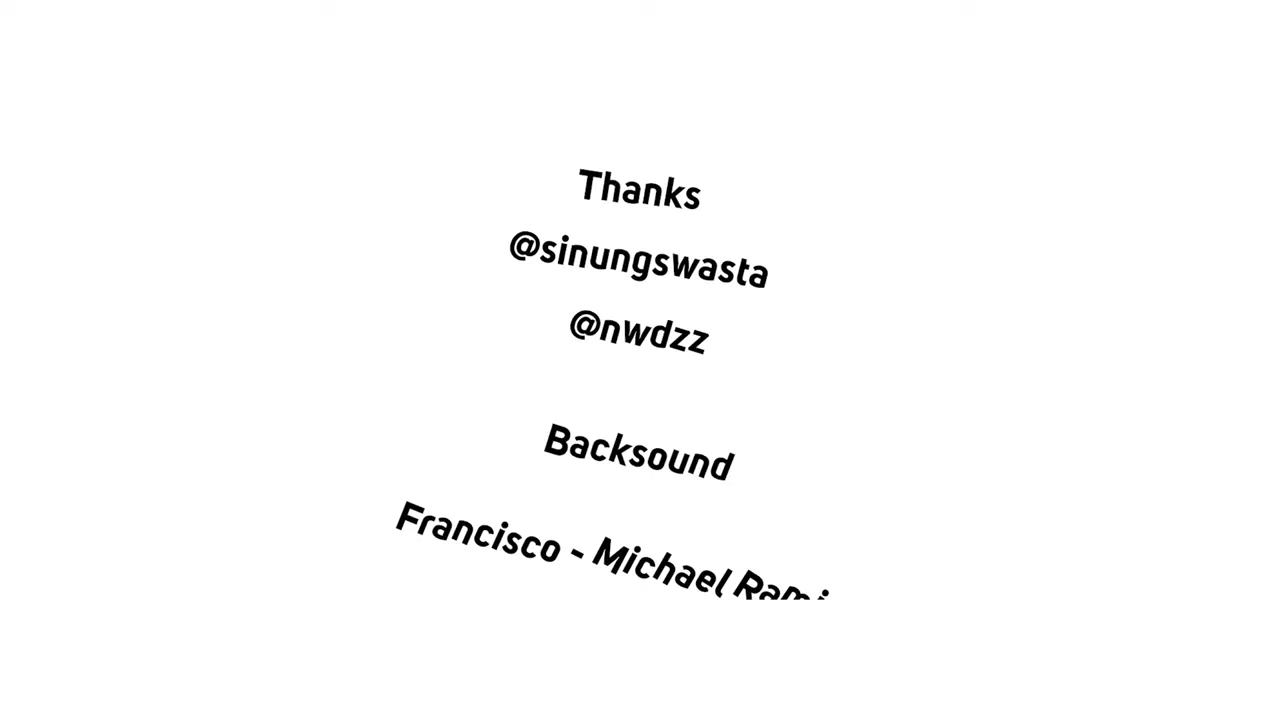 Thanks
@sinungswasta
@nwdzz
Backsound
Francisco - Michael